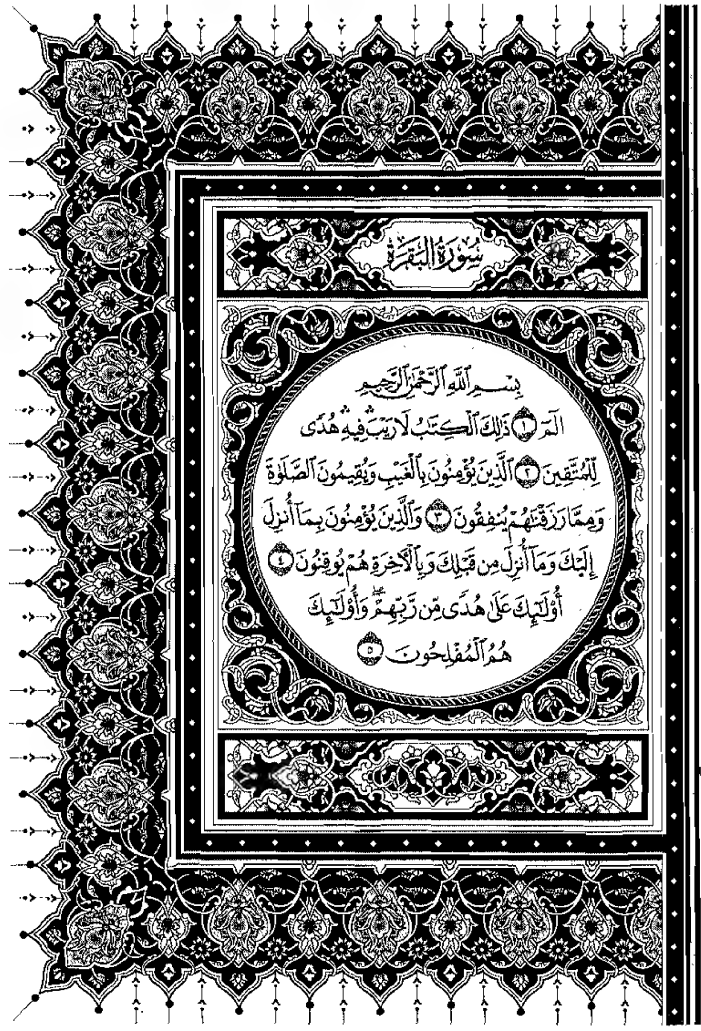 سُورَةُ البَقَرَةِ
بِسْمِ ٱللَّهِ ٱلرَّحْمَٰنِ ٱلرَّحِيمِ
الٓمٓ ١ ذَٰلِكَ ٱلْكِتَٰبُ لَا رَيْبَ ۛ فِيهِ ۛ هُدًى
لِّلْمُتَّقِينَ ٢ ٱلَّذِينَ يُؤْمِنُونَ بِٱلْغَيْبِ وَيُقِيمُونَ ٱلصَّلَوٰةَ
وَمِمَّا رَزَقْنَٰهُمْ يُنفِقُونَ ٣ وَٱلَّذِينَ يُؤْمِنُونَ بِمَآ أُنزِلَ
إِلَيْكَ وَمَآ أُنزِلَ مِن قَبْلِكَ وَبِٱلْءَاخِرَةِ هُمْ يُوقِنُونَ ٤
أُو۟لَٰٓئِكَ عَلَىٰ هُدًى مِّن رَّبِّهِمْ ۖ وَأُو۟لَٰٓئِكَ
هُمُ ٱلْمُفْلِحُونَ ٥